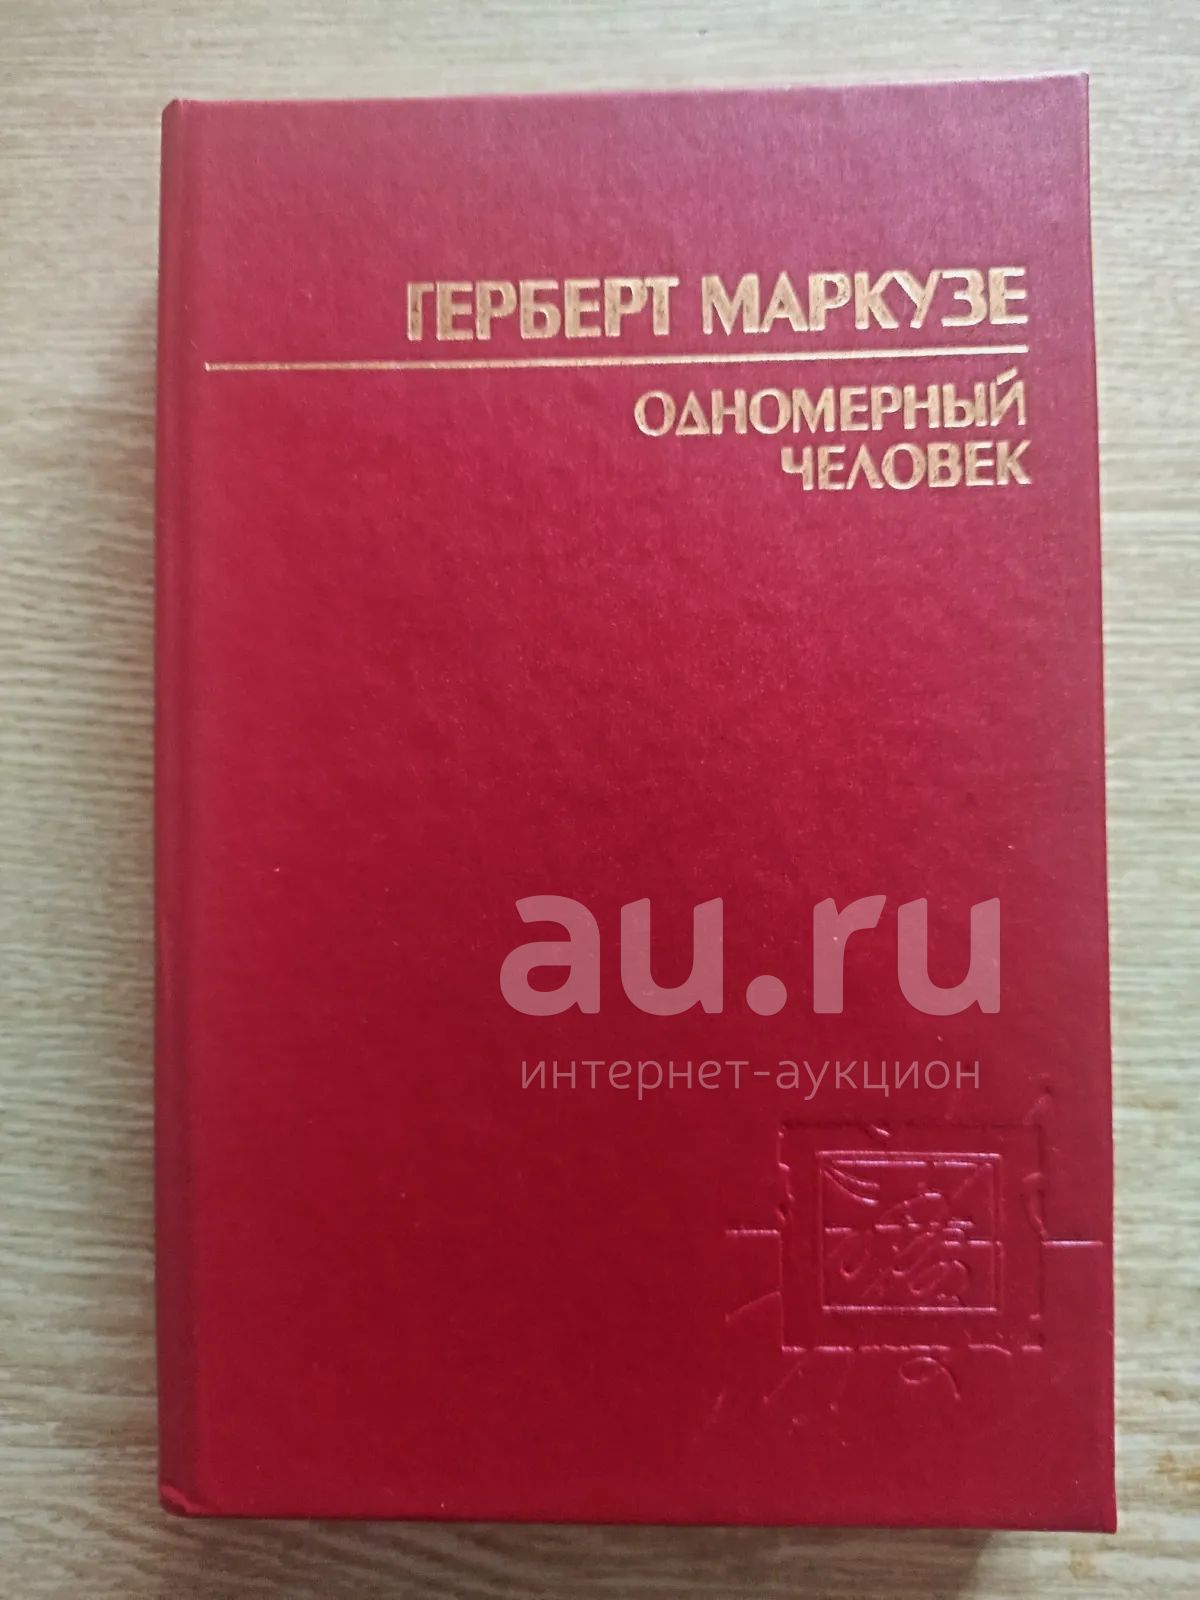 ГЕРБЕРТ МАРКУЗЕ
ОДНОМЕРНЫЙ
ЧЕЛОВЕК
au.ru
интернет-аукцион